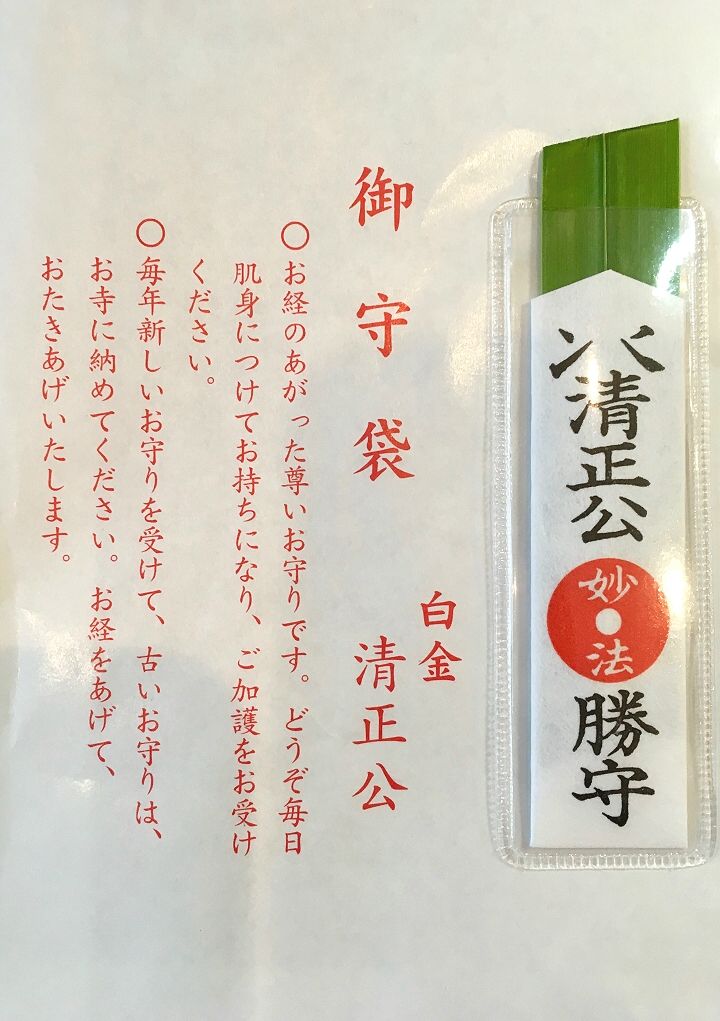 清正公
妙法
勝守
白金
清正公
御守袋
〇お経のあがった尊いお守りです。どうぞ毎日
肌身につけてお持ちになり、ご加護をお受け
ください。
〇毎年新しいお守りを受けて、古いお守りは、
お寺に納めてください。お経をあげて、
おたきあげいたします。